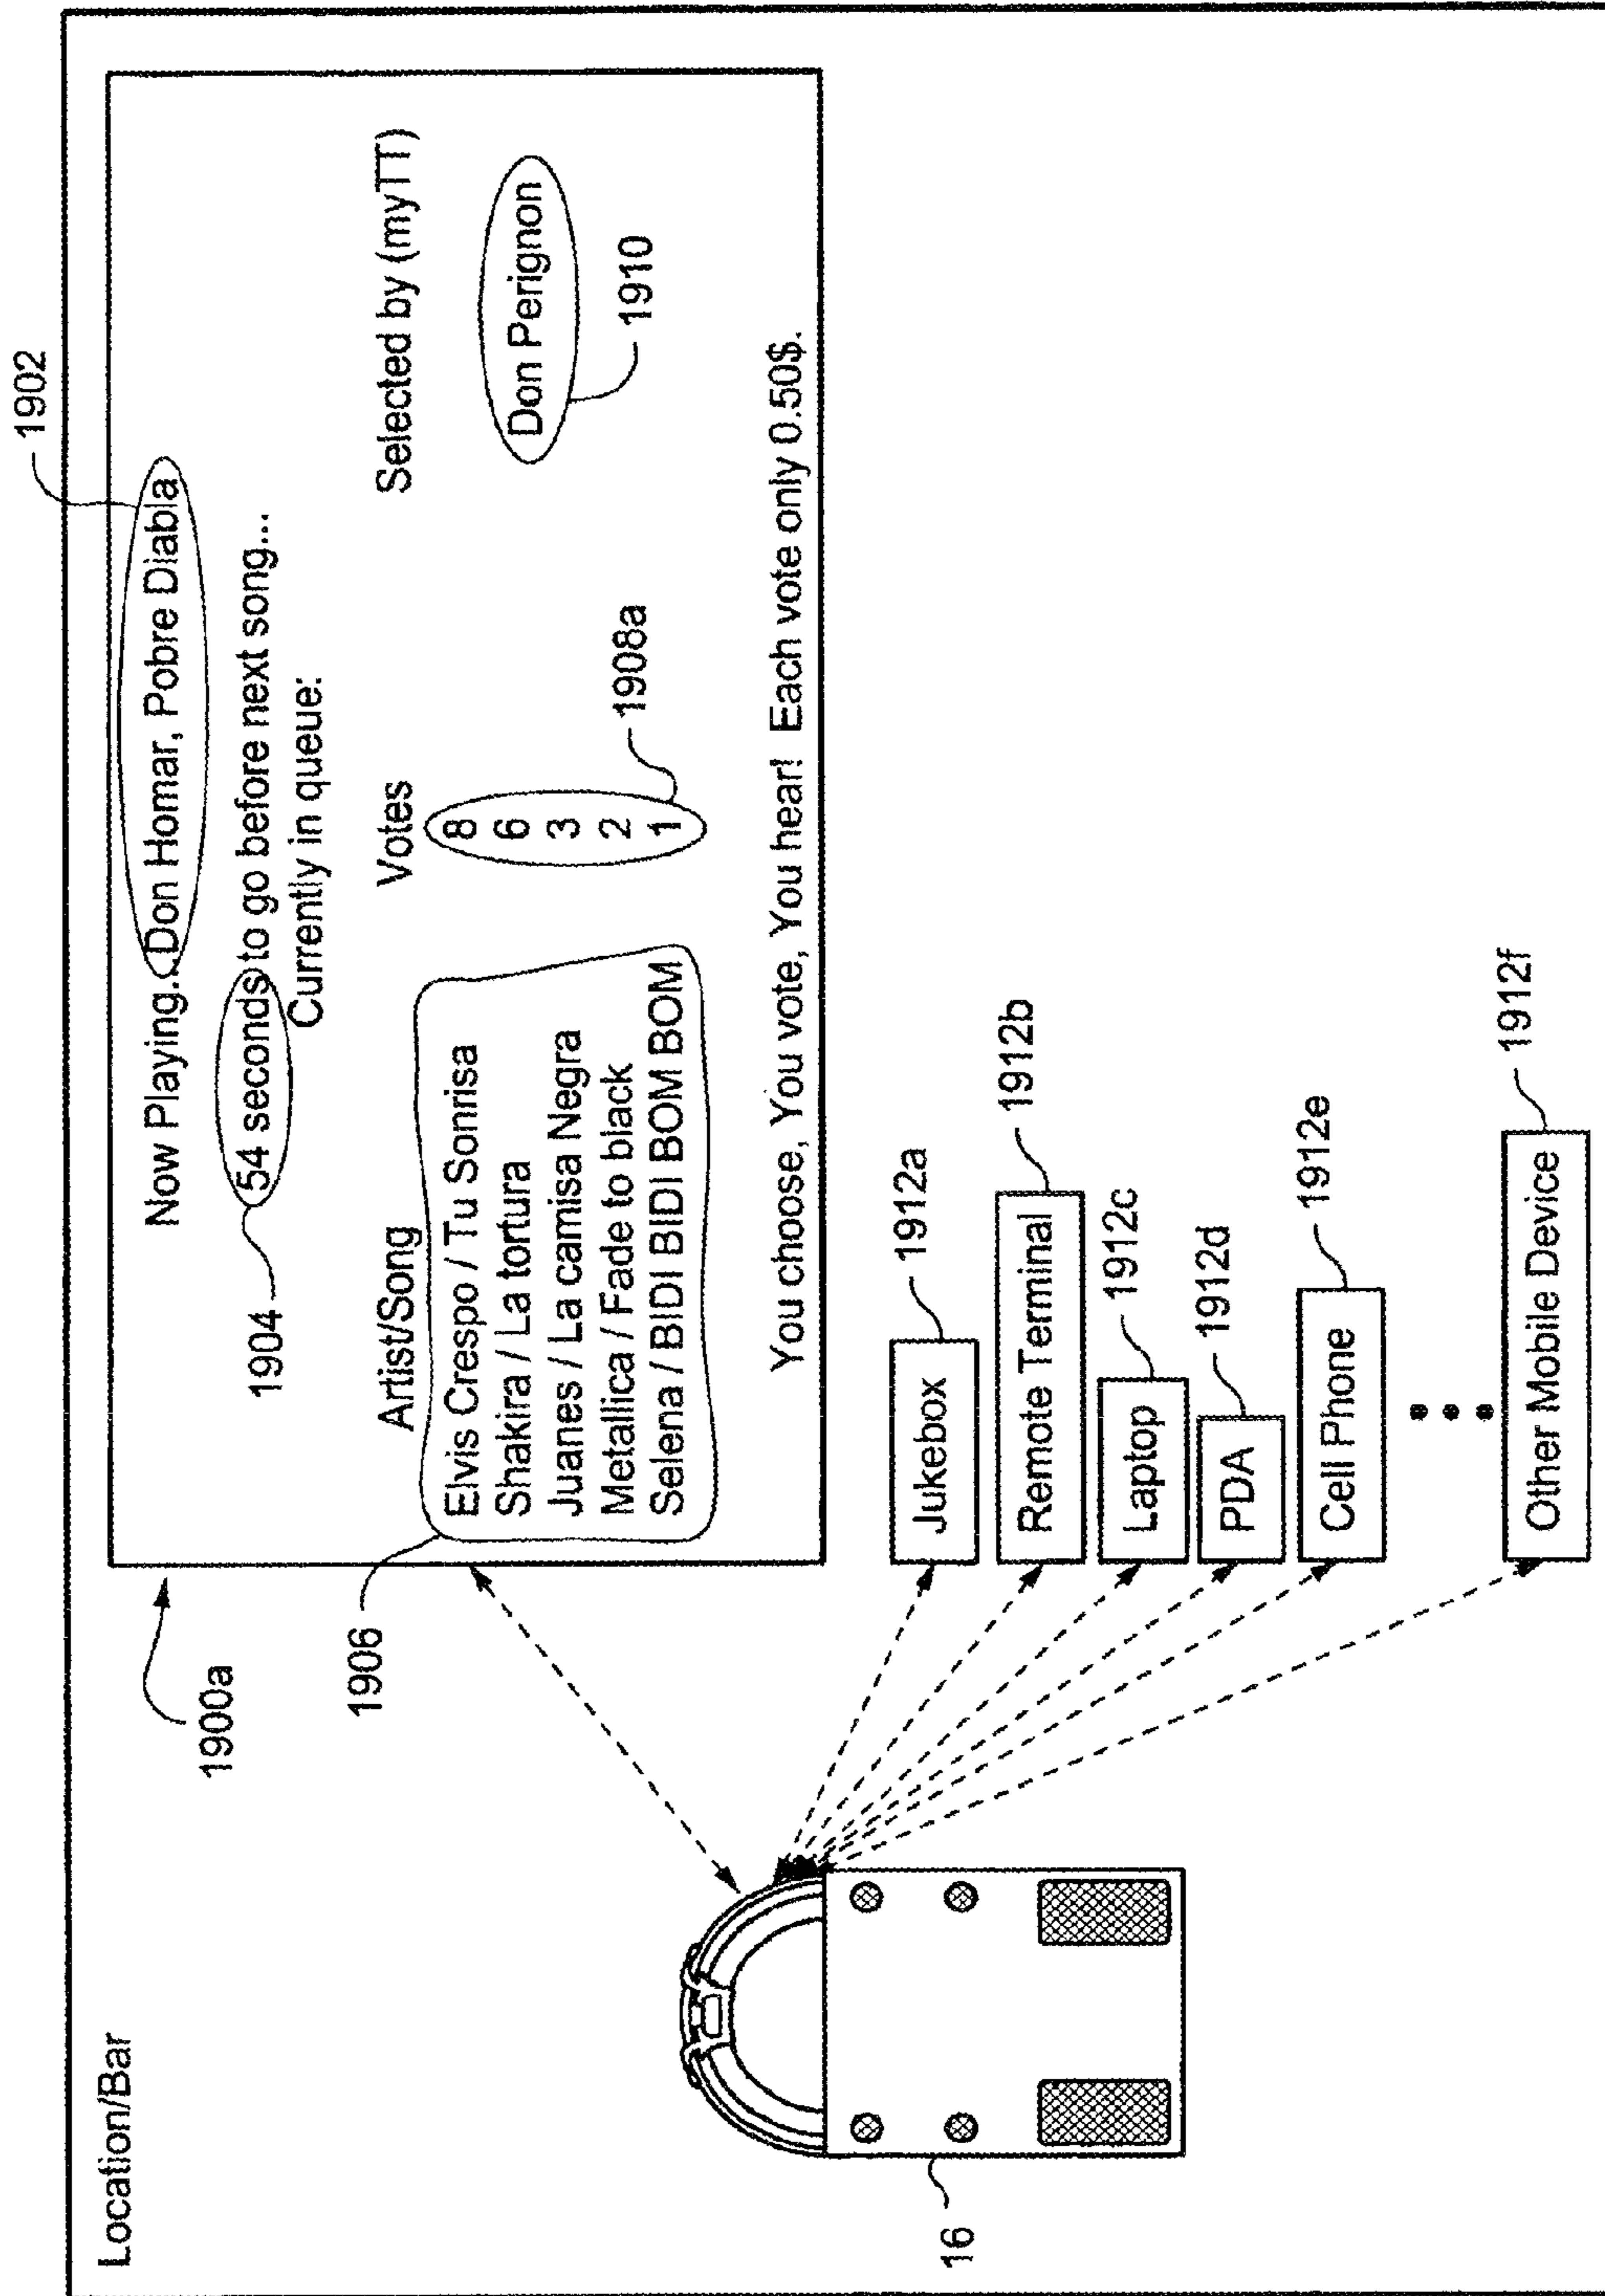 Location/Bar
1900a
1902
Now Playing...Don Homar, Pobre Diabla
1904
54 seconds to go before next song...
Currently in queue:
1906
Artist/Song Votes Selected by (myTT)
Elvis Crespo / Tu Sonrisa 8
Shakira / La tortura 6 Don Perignon
Juanes / La camisa Negra 3
Metallica / Fade to black 2 1910
Selena / BIDI BIDI BOM BOM 1 1908a
You choose, You vote, You hear! Each vote only 0.50$.
16
Jukebox 1912a
Remote Terminal 1912b
Laptop 1912c
PDA 1912d
Cell Phone 1912e
Other Mobile Device 1912f